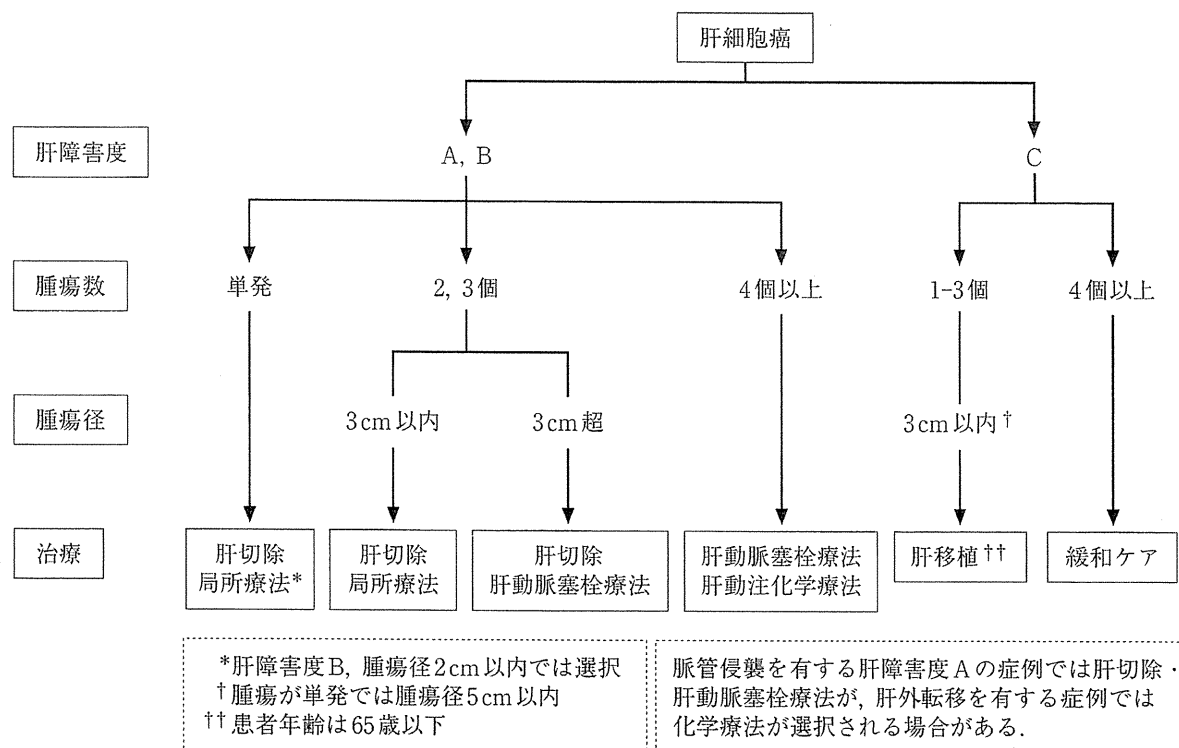 肝細胞癌
肝障害度
A, B
C
腫瘍数
単発
2, 3個
4個以上
1-3個
4個以上
腫瘍径
3cm以内
3cm超
3cm以内†
治療
肝切除
局所療法*
肝切除
局所療法
肝切除
肝動脈塞栓療法
肝動脈塞栓療法
肝動注化学療法
肝移植††
緩和ケア
*肝障害度B, 腫瘍径2cm以内では選択
†腫瘍が単発では腫瘍径5cm以内
††患者年齢は65歳以下
脈管侵襲を有する肝障害度Aの症例では肝切除・
肝動脈塞栓療法が, 肝外転移を有する症例では
化学療法が選択される場合がある.